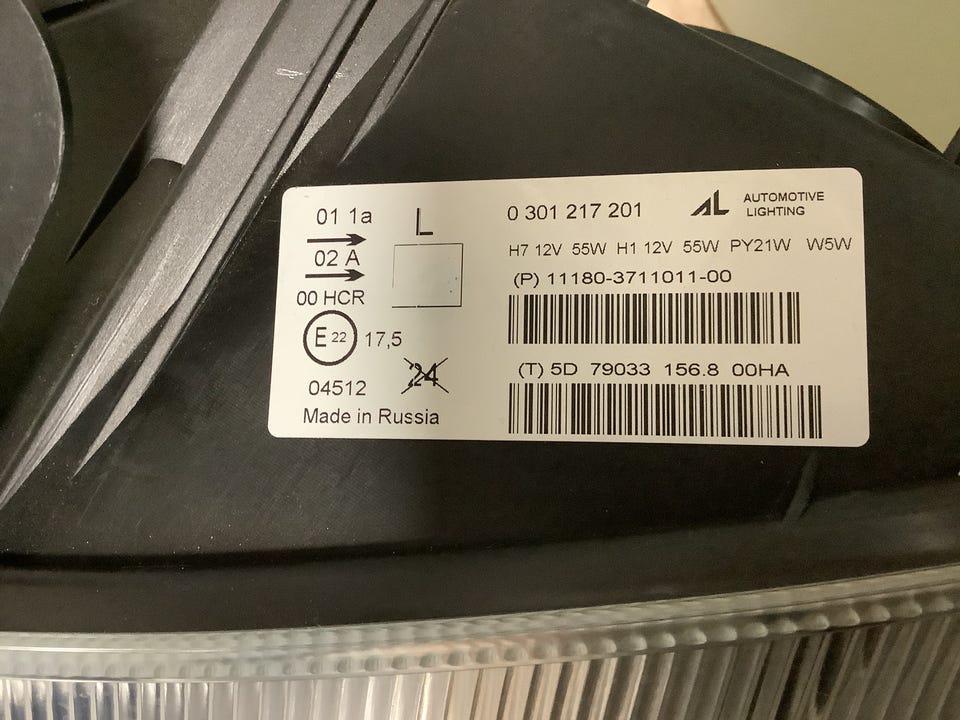 01 1a
02 A
00 HCR
E 22 17,5
04512 24
Made in Russia
L
0 301 217 201
AL AUTOMOTIVE
LIGHTING
H7 12V 55W H1 12V 55W PY21W W5W
(P) 11180-3711011-00
(T) 5D 79033 156.8 00HA